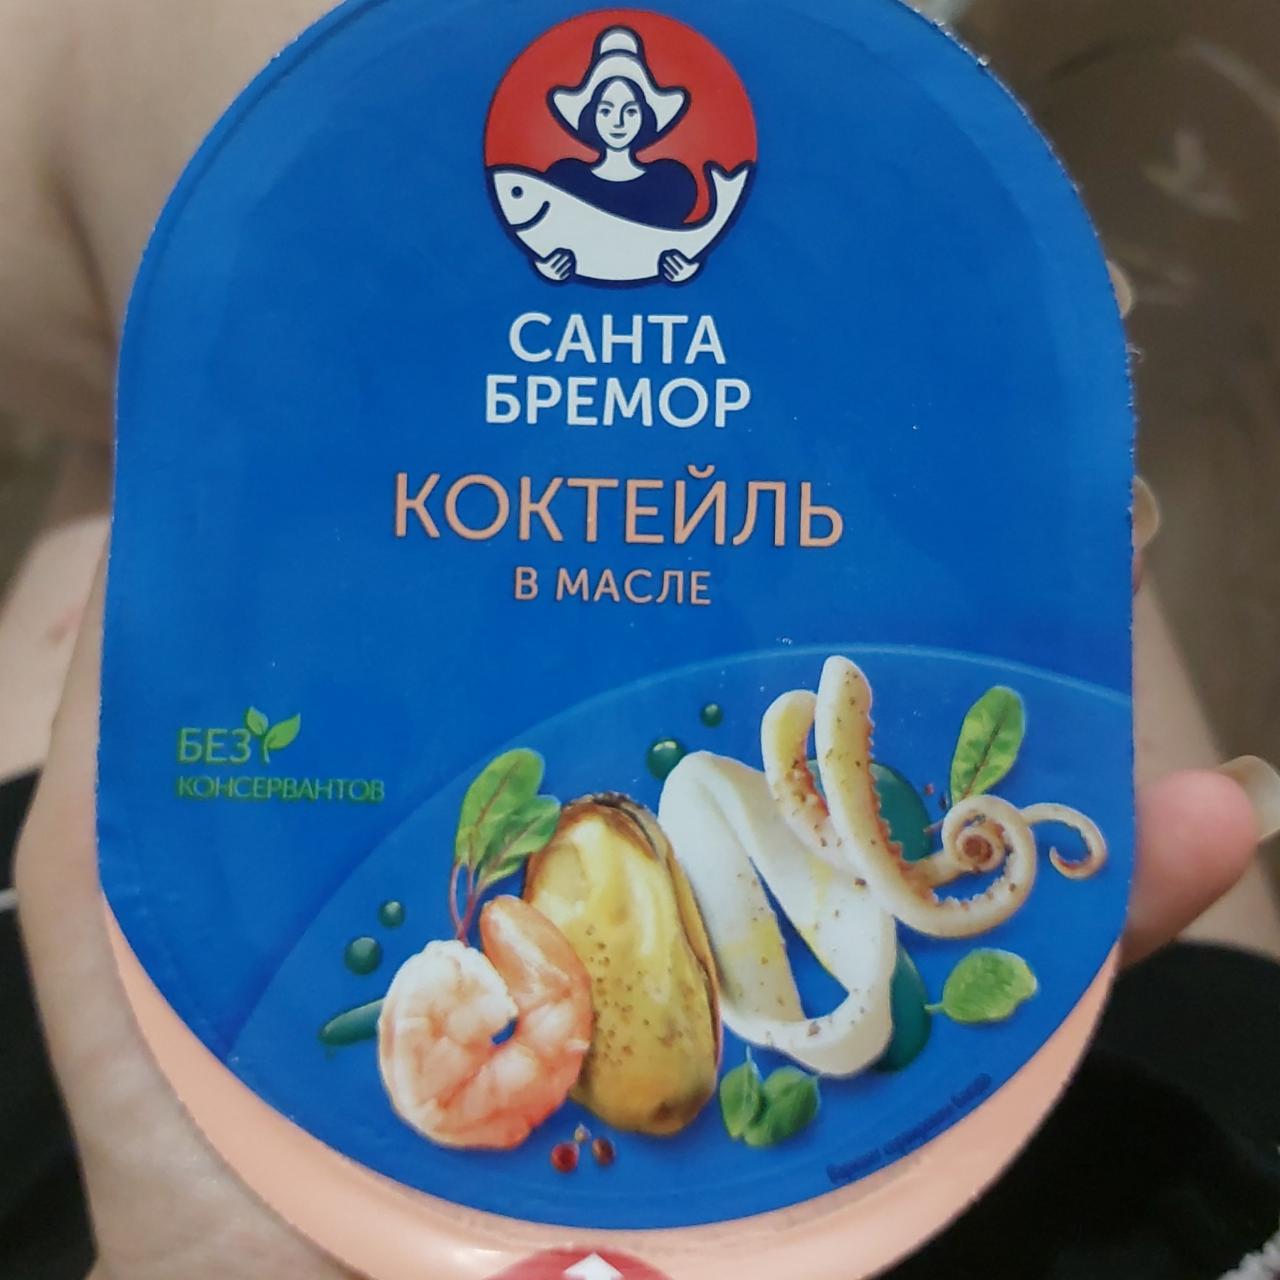 САНТА
БРЕМОР
КОКТЕЙЛЬ
В МАСЛЕ
БЕЗ
КОНСЕРВАНТОВ